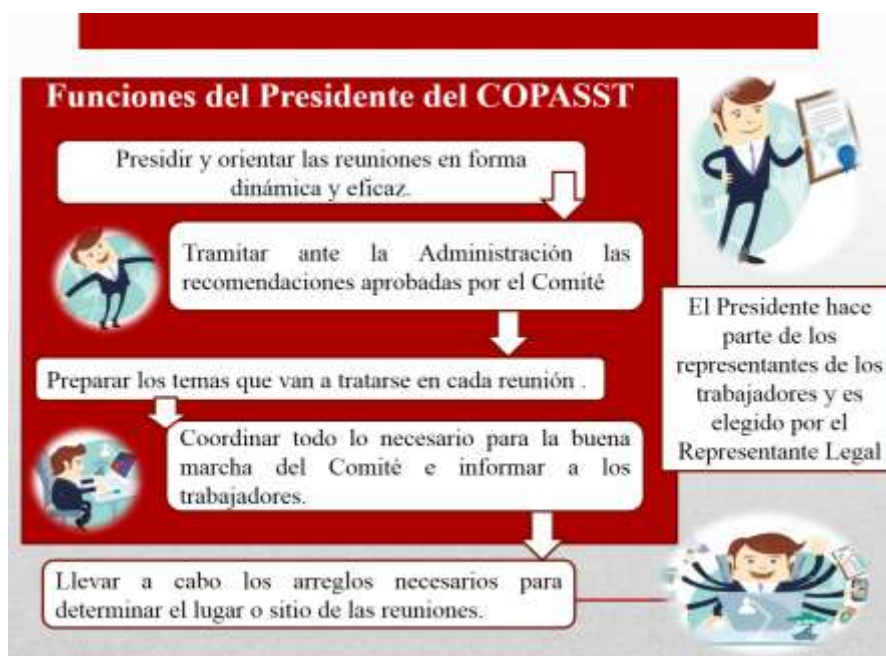 Funciones del Presidente del COPASST
Presidir y orientar las reuniones en forma
dinámica y eficaz.
Tramitar ante la Administración las
recomendaciones aprobadas por el Comité
Preparar los temas que van a tratarse en cada reunión .
Coordinar todo lo necesario para la buena
marcha del Comité e informar a los
trabajadores.
Llevar a cabo los arreglos necesarios para
determinar el lugar o sitio de las reuniones.
El Presidente hace
parte de los
representantes de los
trabajadores y es
elegido por el
Representante Legal